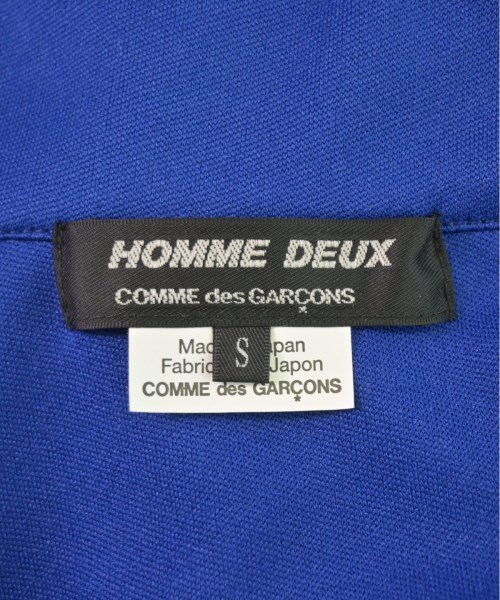 HOMME DEUX
COMME des GARÇONS
S
Japan
Japon
COMME des GARÇONS
*